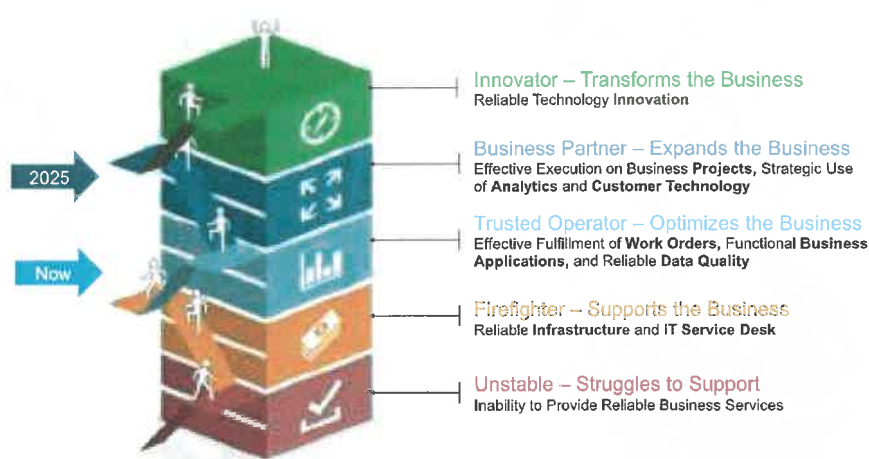 Innovator – Transforms the Business
Reliable Technology Innovation
Business Partner – Expands the Business
Effective Execution on Business Projects, Strategic Use
of Analytics and Customer Technology
2025
Trusted Operator – Optimizes the Business
Effective Fulfillment of Work Orders, Functional Business
Applications, and Reliable Data Quality
Now
Firefighter – Supports the Business
Reliable Infrastructure and IT Service Desk
Unstable – Struggles to Support
Inability to Provide Reliable Business Services